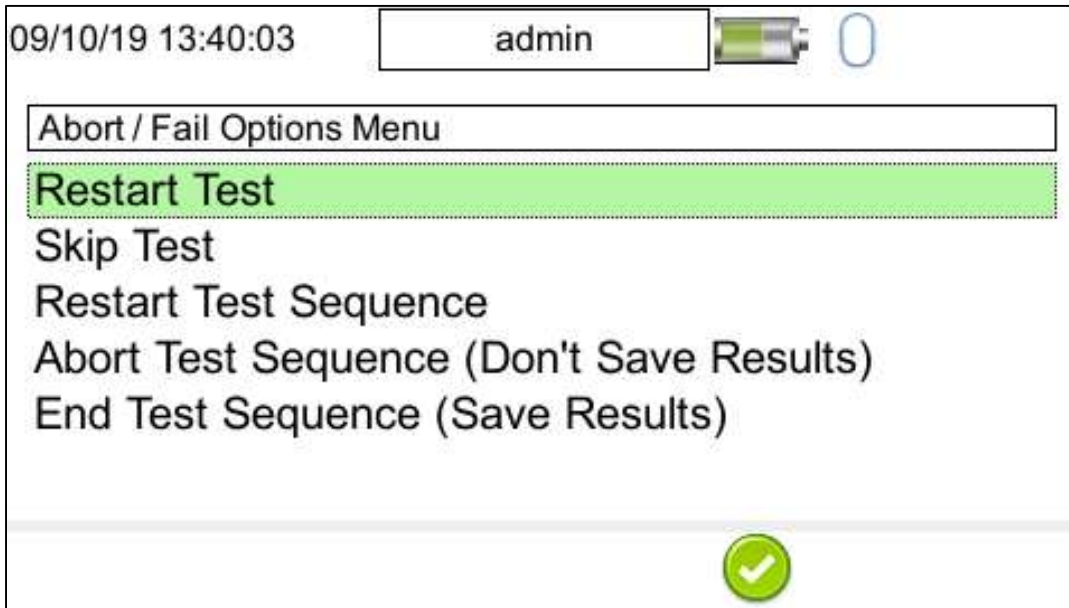 09/10/19 13:40:03 admin
Abort / Fail Options Menu
Restart Test
Skip Test
Restart Test Sequence
Abort Test Sequence (Don't Save Results)
End Test Sequence (Save Results)